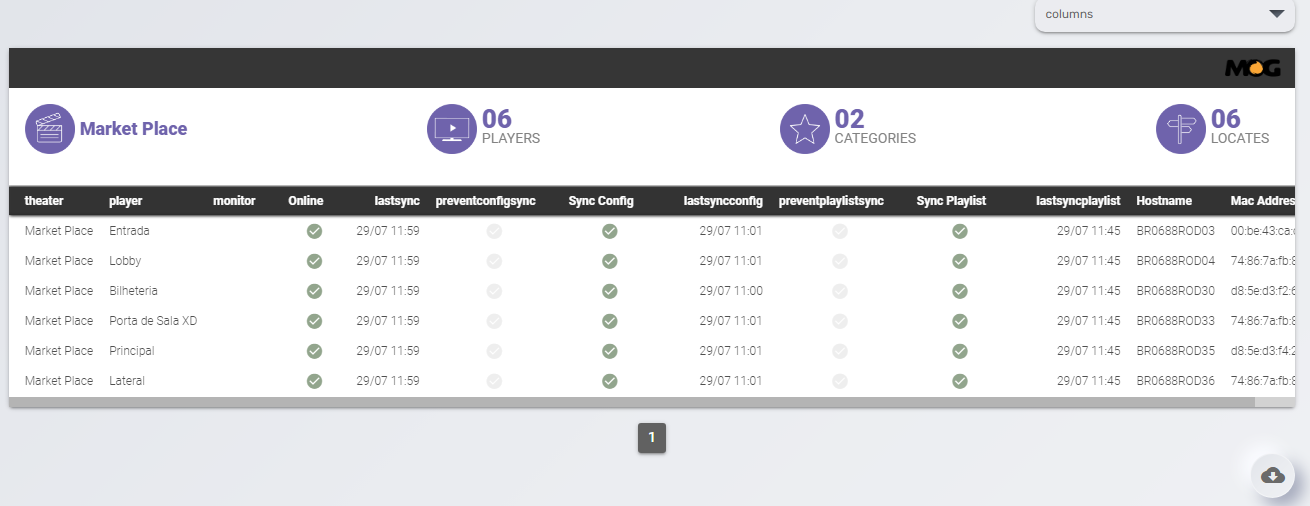 columns
MOG
Market Place
06
PLAYERS
02
CATEGORIES
06
LOCATES
theater player monitor Online lastsync preventconfigsync Sync Config lastsyncconfig preventplaylistsync Sync Playlist lastsyncplaylist Hostname Mac Addres
Market Place Entrada 29/07 11:59 29/07 11:01 29/07 11:45 BR0688ROD03 00:be:43:ca:
Market Place Lobby 29/07 11:59 29/07 11:01 29/07 11:45 BR0688ROD04 74:86:7a:fb:8
Market Place Bilheteria 29/07 11:59 29/07 11:00 29/07 11:45 BR0688ROD30 d8:5e:d3:f2:6
Market Place Porta de Sala XD 29/07 11:59 29/07 11:01 29/07 11:45 BR0688ROD33 74:86:7a:fb:8
Market Place Principal 29/07 11:59 29/07 11:01 29/07 11:45 BR0688ROD35 d8:5e:d3:f4:2
Market Place Lateral 29/07 11:59 29/07 11:01 29/07 11:45 BR0688ROD36 74:86:7a:fb:8
1